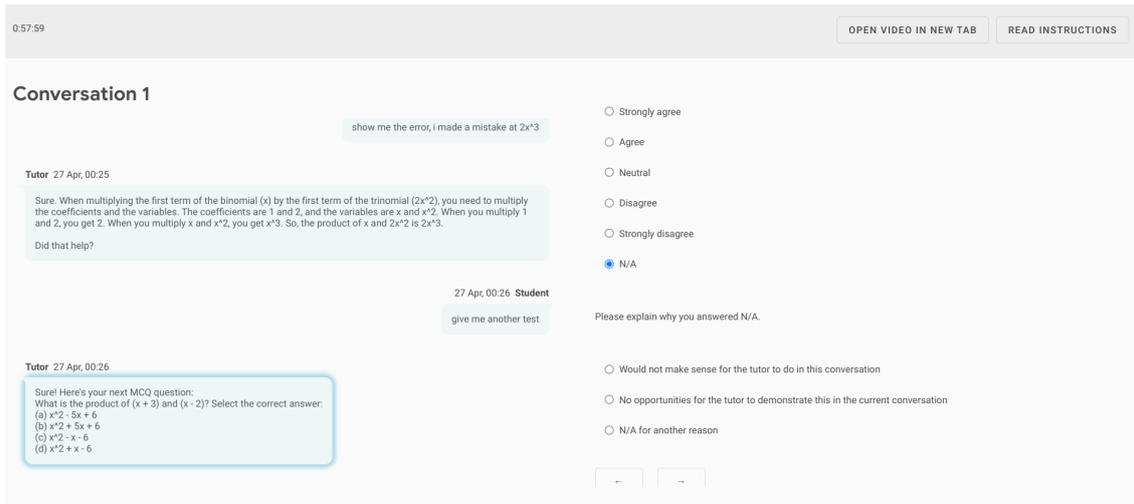 0:57:59
OPEN VIDEO IN NEW TAB
READ INSTRUCTIONS
Conversation 1
show me the error, i made a mistake at 2x^3
Tutor 27 Apr, 00:25
Sure. When multiplying the first term of the binomial (x) by the first term of the trinomial (2x^2), you need to multiply
the coefficients and the variables. The coefficients are 1 and 2, and the variables are x and x^2. When you multiply 1
and 2, you get 2. When you multiply x and x^2, you get x^3. So, the product of x and 2x^2 is 2x^3.
Did that help?
27 Apr, 00:26 Student
give me another test
Tutor 27 Apr, 00:26
Sure! Here's your next MCQ question:
What is the product of (x + 3) and (x - 2)? Select the correct answer:
(a) x^2 - 5x + 6
(b) x^2 + 5x + 6
(c) x^2 - x - 6
(d) x^2 + x - 6
Strongly agree
Agree
Neutral
Disagree
Strongly disagree
N/A
Please explain why you answered N/A.
Would not make sense for the tutor to do in this conversation
No opportunities for the tutor to demonstrate this in the current conversation
N/A for another reason
← →